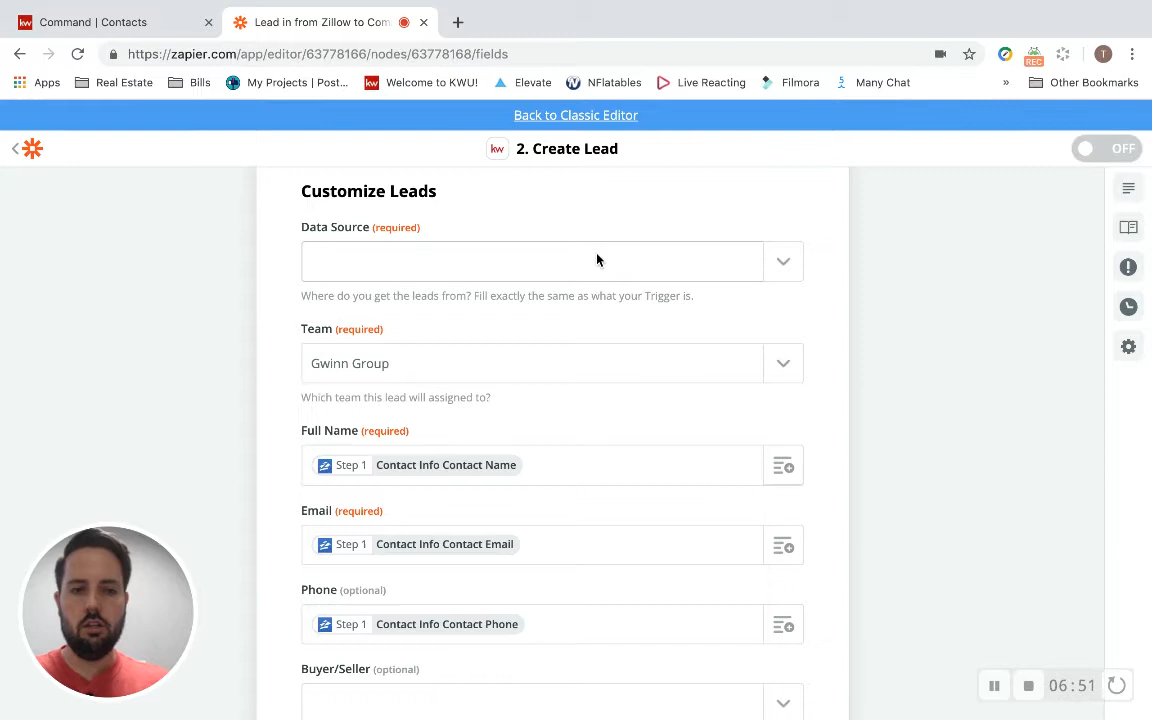 kw Command | Contacts
Lead in from Zillow to Com
https://zapier.com/app/editor/63778166/nodes/63778168/fields
REC
T
Apps
Real Estate
Bills
My Projects | Post...
kw Welcome to KWU!
Elevate
NFlatables
Live Reacting
Filmora
Many Chat
»
Other Bookmarks
Back to Classic Editor
kw 2. Create Lead
OFF
Customize Leads
Data Source (required)
Where do you get the leads from? Fill exactly the same as what your Trigger is.
Team (required)
Gwinn Group
Which team this lead will assigned to?
Full Name (required)
Step 1 Contact Info Contact Name
Email (required)
Step 1 Contact Info Contact Email
Phone (optional)
Step 1 Contact Info Contact Phone
Buyer/Seller (optional)
06:51